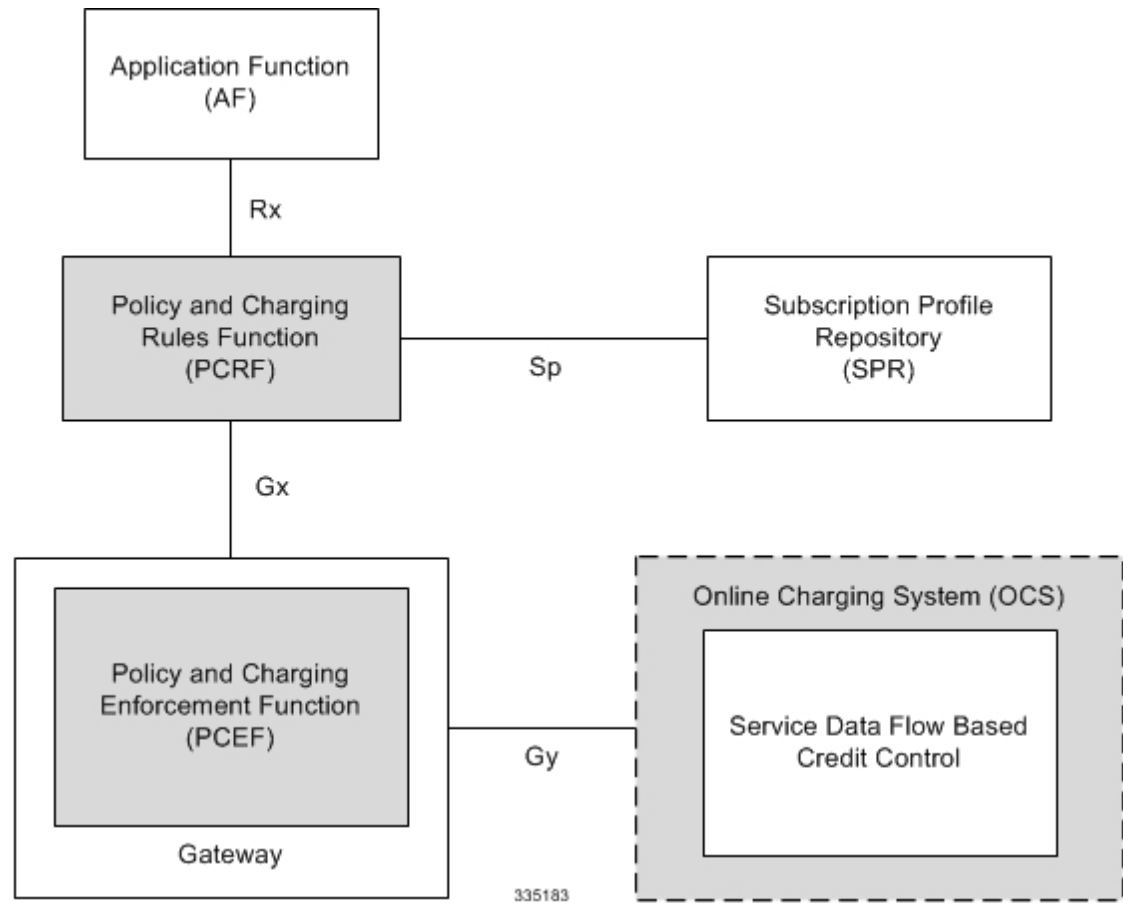 Application Function
(AF)
Rx
Policy and Charging
Rules Function
(PCRF)
Sp
Subscription Profile
Repository
(SPR)
Gx
Policy and Charging
Enforcement Function
(PCEF)
Gateway
Gy
Online Charging System (OCS)
Service Data Flow Based
Credit Control
335183